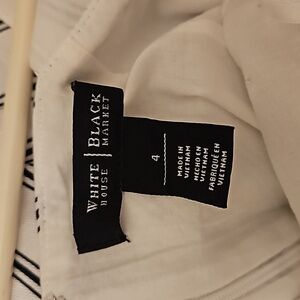 WHITE | BLACK
HOUSE | MARKET
4
MADE IN
VIETNAM
HECHO EN
VIETNAM
FABRIQUÉ EN
VIETNAM